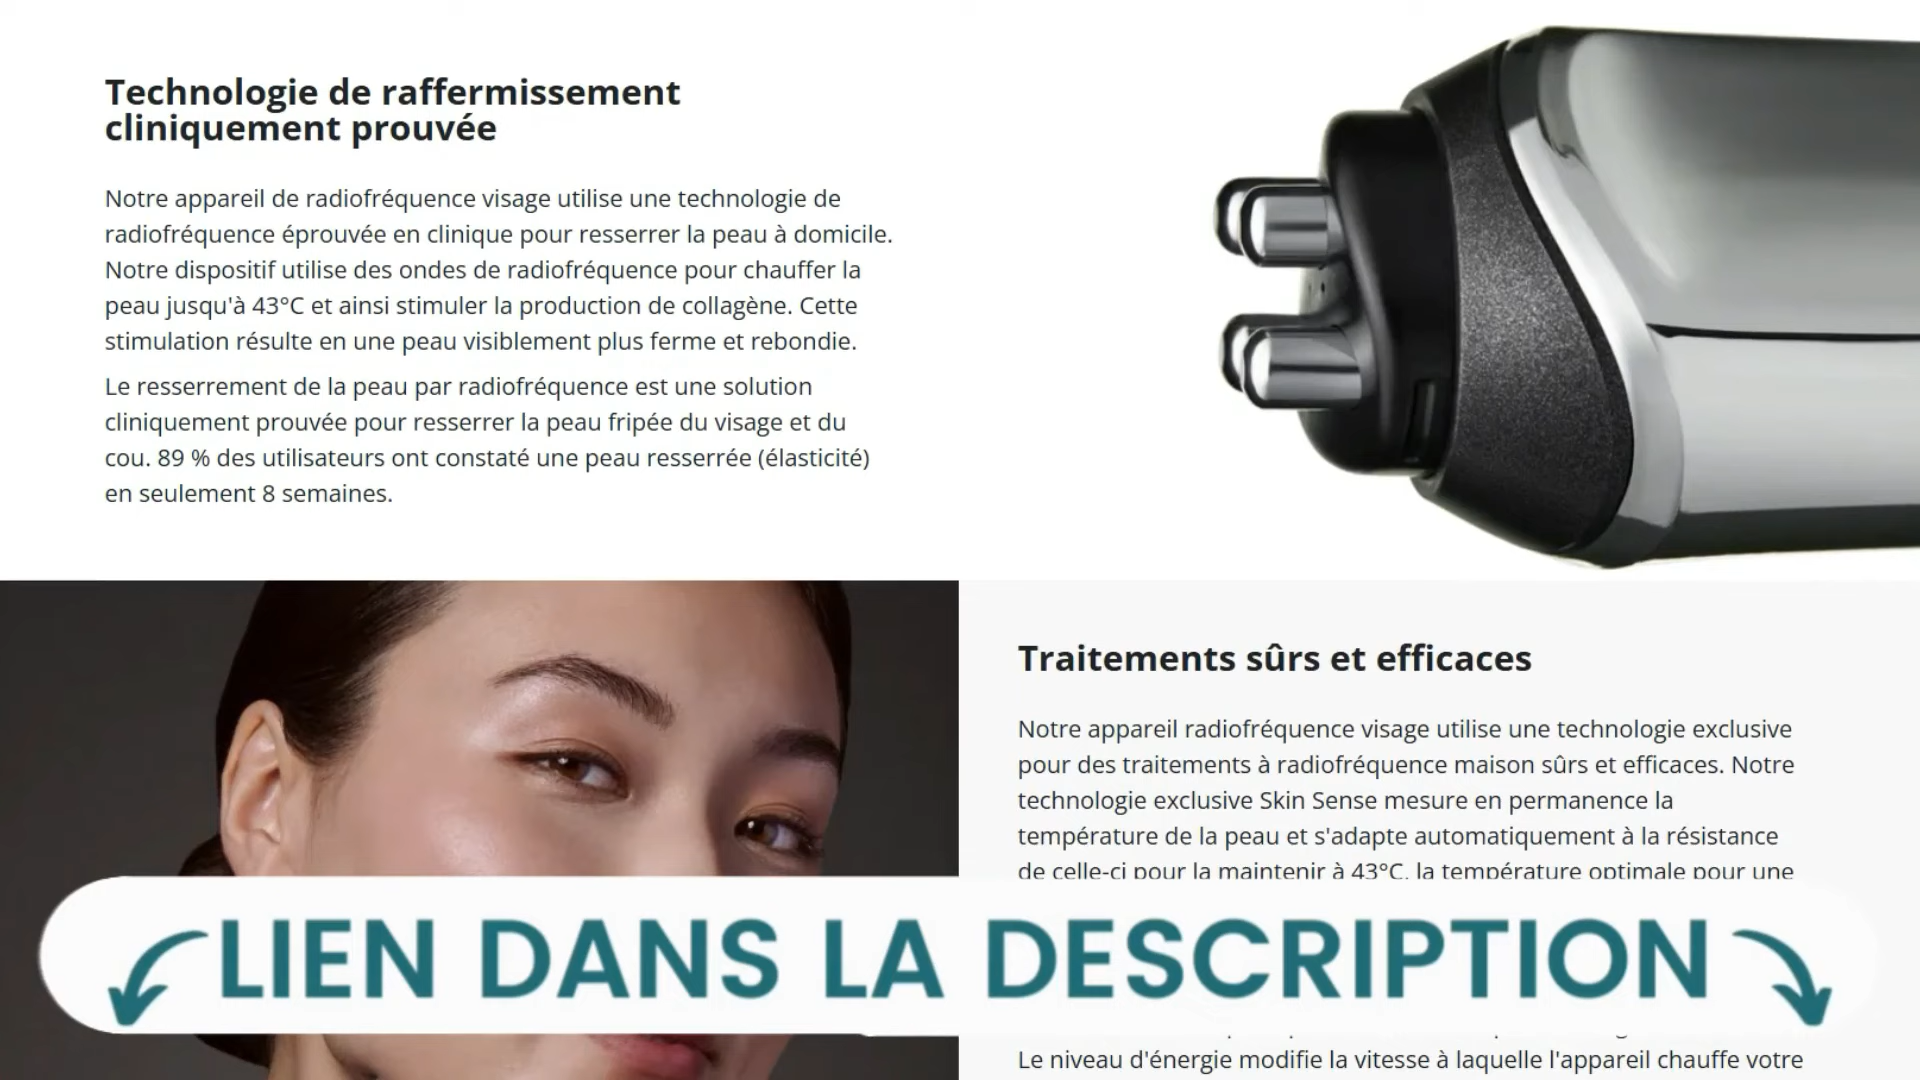 Technologie de raffermissement
cliniquement prouvée
Notre appareil de radiofréquence visage utilise une technologie de
radiofréquence éprouvée en clinique pour resserrer la peau à domicile.
Notre dispositif utilise des ondes de radiofréquence pour chauffer la
peau jusqu'à 43°C et ainsi stimuler la production de collagène. Cette
stimulation résulte en une peau visiblement plus ferme et rebondie.
Le resserrement de la peau par radiofréquence est une solution
cliniquement prouvée pour resserrer la peau fripée du visage et du
cou. 89 % des utilisateurs ont constaté une peau resserrée (élasticité)
en seulement 8 semaines.
Traitements sûrs et efficaces
Notre appareil radiofréquence visage utilise une technologie exclusive
pour des traitements à radiofréquence maison sûrs et efficaces. Notre
technologie exclusive Skin Sense mesure en permanence la
température de la peau et s'adapte automatiquement à la résistance
de celle-ci pour la maintenir à 43°C, la température optimale pour une
LIEN DANS LA DESCRIPTION
Le niveau d'énergie modifie la vitesse à laquelle l'appareil chauffe votre